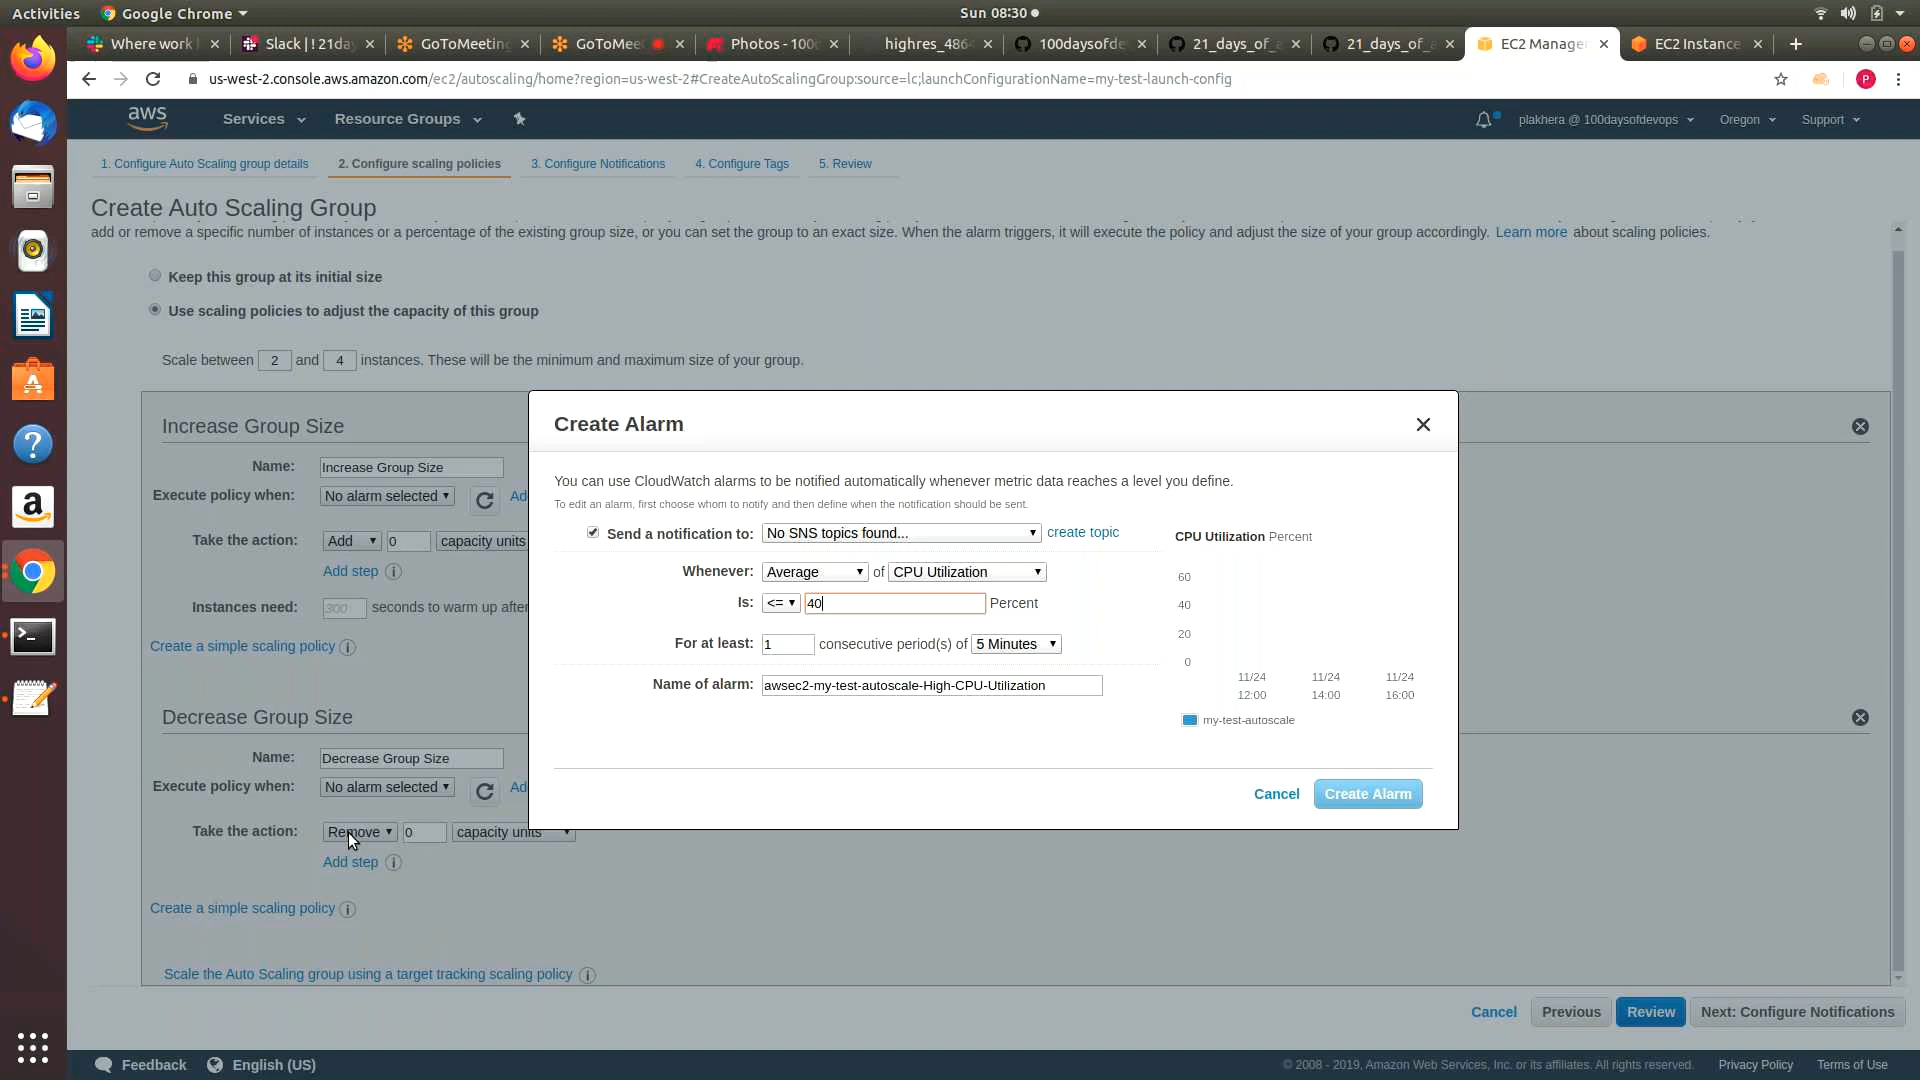 Activities Google Chrome Sun 08:30
Where work Slack | ! 21da GoToMeeting GoToMee Photos - 100 highres_486 100daysofde 21_days_of_a 21_days_of_a EC2 Manage EC2 Instance
us-west-2.console.aws.amazon.com/ec2/autoscaling/home?region=us-west-2#CreateAutoScalingGroup:source=lc;launchConfigurationName=my-test-launch-config P
aws Services Resource Groups plakhera @ 100daysofdevops Oregon Support
1. Configure Auto Scaling group details 2. Configure scaling policies 3. Configure Notifications 4. Configure Tags 5. Review
Create Auto Scaling Group
add or remove a specific number of instances or a percentage of the existing group size, or you can set the group to an exact size. When the alarm triggers, it will execute the policy and adjust the size of your group accordingly. Learn more about scaling policies.
Keep this group at its initial size
Use scaling policies to adjust the capacity of this group
Scale between 2 and 4 instances. These will be the minimum and maximum size of your group.
Increase Group Size
Name: Increase Group Size
Execute policy when: No alarm selected Ad
Take the action: Add 0 capacity units
Add step i
Instances need: 300 seconds to warm up after
Create a simple scaling policy i
Decrease Group Size
Name: Decrease Group Size
Execute policy when: No alarm selected Ad
Take the action: Remove 0 capacity units
Add step i
Create a simple scaling policy i
Scale the Auto Scaling group using a target tracking scaling policy i
Create Alarm
You can use CloudWatch alarms to be notified automatically whenever metric data reaches a level you define.
To edit an alarm, first choose whom to notify and then define when the notification should be sent.
Send a notification to: No SNS topics found... create topic
Whenever: Average of CPU Utilization
Is: <= 40 Percent
For at least: 1 consecutive period(s) of 5 Minutes
Name of alarm: awsec2-my-test-autoscale-High-CPU-Utilization
CPU Utilization Percent
60
40
20
0
11/24 11/24 11/24
12:00 14:00 16:00
my-test-autoscale
Cancel Create Alarm
Cancel Previous Review Next: Configure Notifications
Feedback English (US) © 2008 - 2019, Amazon Web Services, Inc. or its affiliates. All rights reserved. Privacy Policy Terms of Use